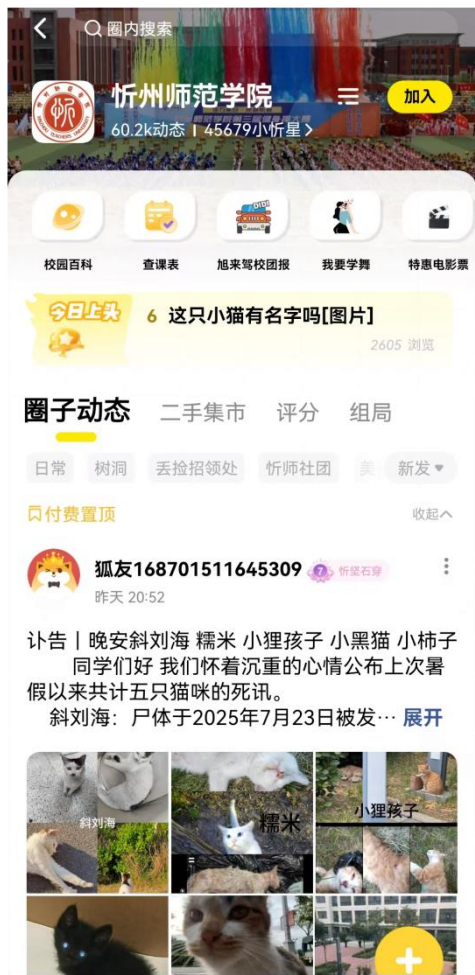 圈内搜索
忻州师范学院
加入
60.2k动态 | 45679小忻星
校园百科
查课表
旭来驾校团报
我要学舞
特惠电影票
今日上头
6 这只小猫有名字吗[图片]
2605 浏览
圈子动态 二手集市 评分 组局
日常 树洞 丢捡招领处 忻师社团 美 新发
付费置顶
收起
狐友168701511645309 7 忻坚石穿
昨天 20:52
讣告丨晚安斜刘海 糯米 小狸孩子 小黑猫 小柿子
同学们好 我们怀着沉重的心情公布上次暑
假以来共计五只猫咪的死讯。
斜刘海：尸体于2025年7月23日被发… 展开
斜刘海
糯米
小狸孩子